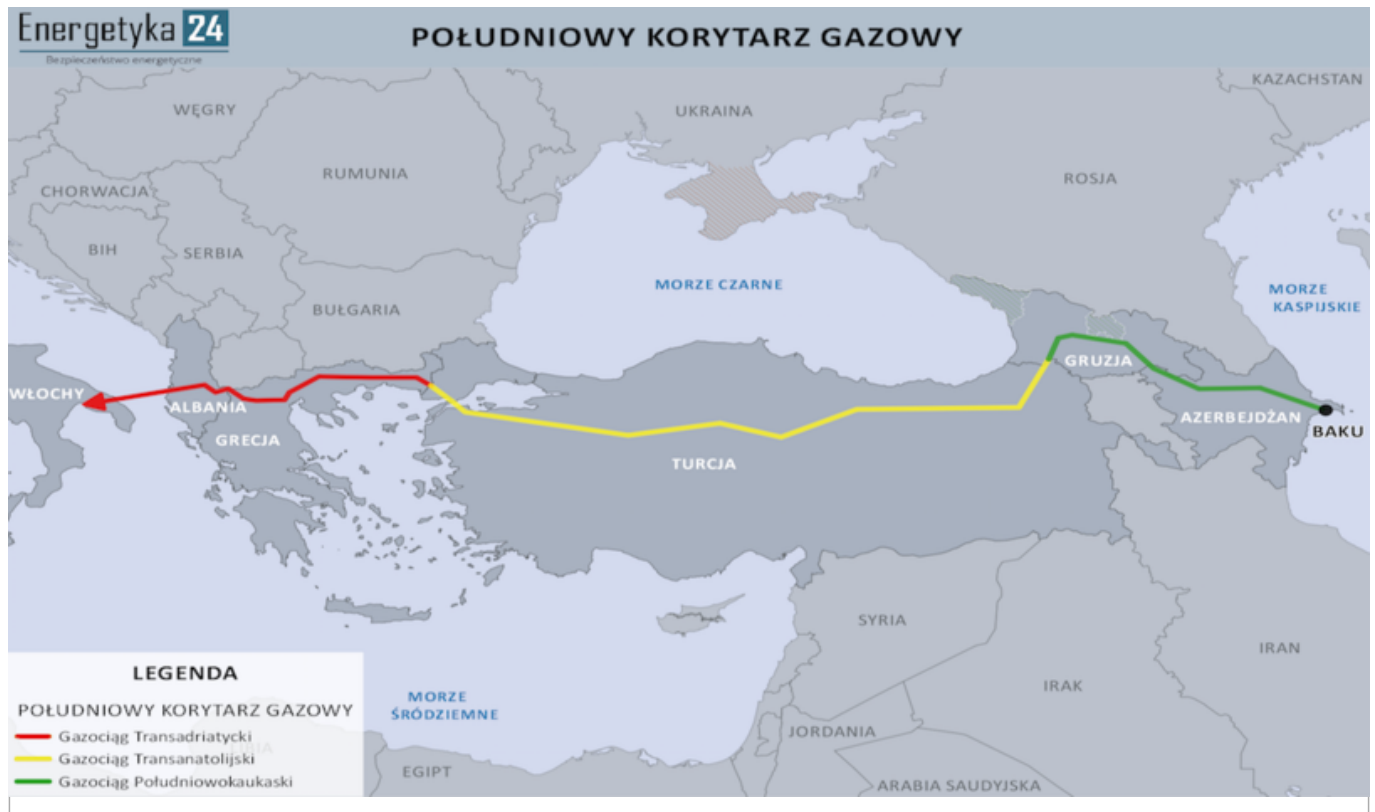 Energetyka 24
Bezpieczeństwo energetyczne
POŁUDNIOWY KORYTARZ GAZOWY
KAZACHSTAN
WĘGRY
UKRAINA
RUMUNIA
ROSJA
CHORWACJA
BIH
SERBIA
MORZE CZARNE
MORZE
KASPIJSKIE
BUŁGARIA
GRUZJA
WŁOCHY
ALBANIA
AZERBEJDŻAN
BAKU
GRECJA
TURCJA
SYRIA
IRAN
IRAK
MORZE
ŚRÓDZIEMNE
JORDANIA
EGIPT
ARABIA SAUDYJSKA
LEGENDA
POŁUDNIOWY KORYTARZ GAZOWY
Gazociąg Transadriatycki
Gazociąg Transanatolijski
Gazociąg Południowokaukaski